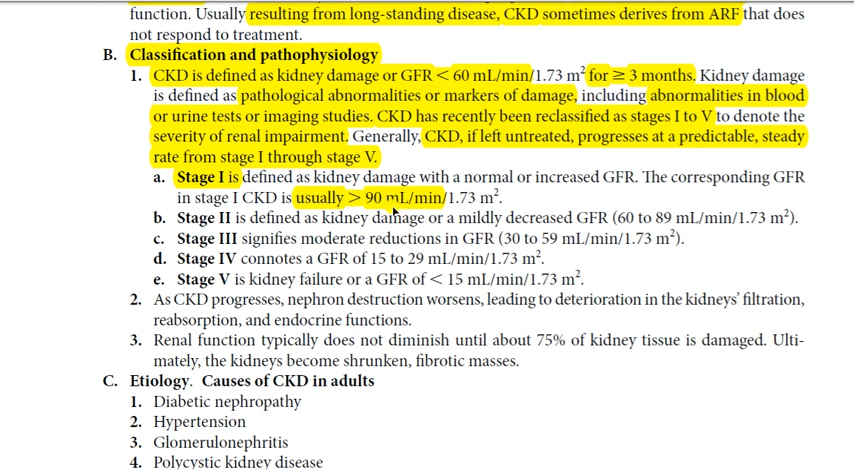 function. Usually resulting from long-standing disease, CKD sometimes derives from ARF that does
not respond to treatment.
B. Classification and pathophysiology
1. CKD is defined as kidney damage or GFR < 60 mL/min/1.73 m² for ≥ 3 months. Kidney damage
is defined as pathological abnormalities or markers of damage, including abnormalities in blood
or urine tests or imaging studies. CKD has recently been reclassified as stages I to V to denote the
severity of renal impairment. Generally, CKD, if left untreated, progresses at a predictable, steady
rate from stage I through stage V.
a. Stage I is defined as kidney damage with a normal or increased GFR. The corresponding GFR
in stage I CKD is usually > 90 mL/min/1.73 m².
b. Stage II is defined as kidney damage or a mildly decreased GFR (60 to 89 mL/min/1.73 m²).
c. Stage III signifies moderate reductions in GFR (30 to 59 mL/min/1.73 m²).
d. Stage IV connotes a GFR of 15 to 29 mL/min/1.73 m².
e. Stage V is kidney failure or a GFR of < 15 mL/min/1.73 m².
2. As CKD progresses, nephron destruction worsens, leading to deterioration in the kidneys' filtration,
reabsorption, and endocrine functions.
3. Renal function typically does not diminish until about 75% of kidney tissue is damaged. Ulti-
mately, the kidneys become shrunken, fibrotic masses.
C. Etiology. Causes of CKD in adults
1. Diabetic nephropathy
2. Hypertension
3. Glomerulonephritis
4. Polycystic kidney disease